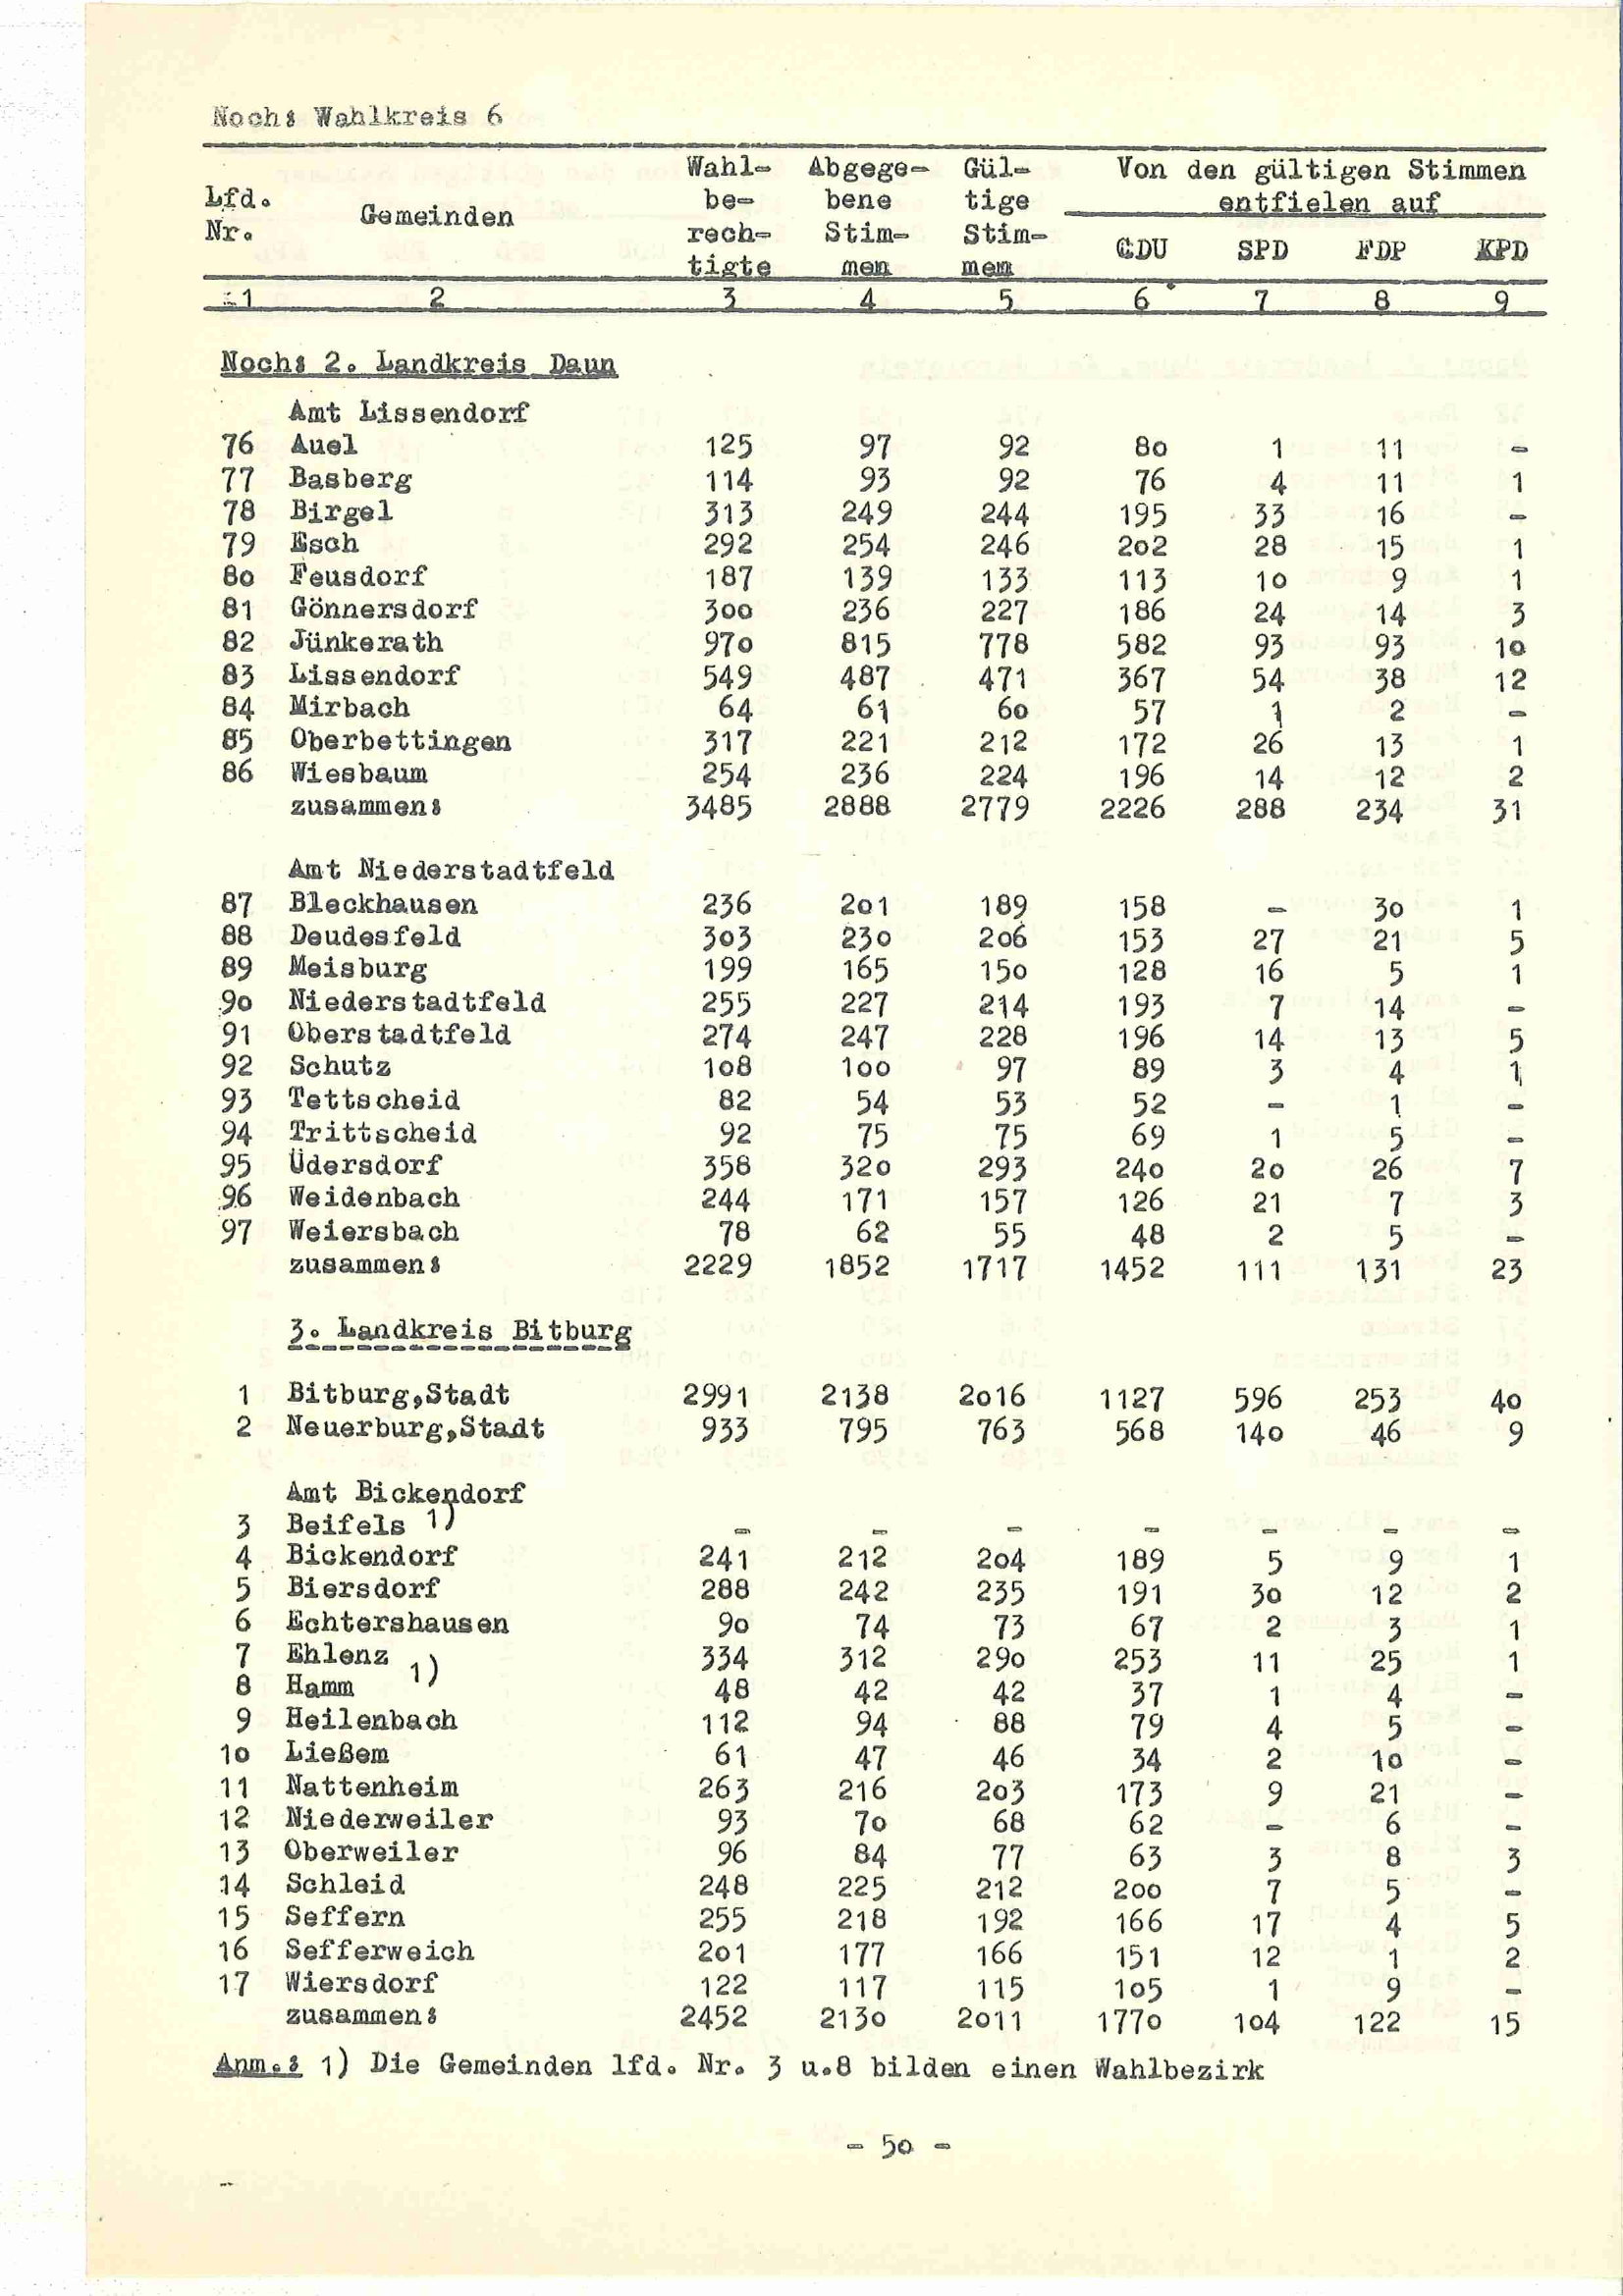 Noch: Wahlkreis 6
Wahl- Abgege- Gül- Von den gültigen Stimmen
Lfd. be- bene tige entfielen auf
Nr. Gemeinden rech- Stim- Stim- CDU SPD FDP KPD
tigte men men
1 2 3 4 5 6 7 8 9
Noch: 2. Landkreis Daun
Amt Lissendorf
76 Auel 125 97 92 80 1 11 -
77 Basberg 114 93 92 76 4 11 1
78 Birgel 313 249 244 195 33 16 -
79 Esch 292 254 246 202 28 15 1
80 Feusdorf 187 139 133 113 10 9 1
81 Gönnersdorf 300 236 227 186 24 14 3
82 Jünkerath 970 815 778 582 93 93 10
83 Lissendorf 549 487 471 367 54 38 12
84 Mirbach 64 61 60 57 1 2 -
85 Oberbettingen 317 221 212 172 26 13 1
86 Wiesbaum 254 236 224 196 14 12 2
zusammen: 3485 2888 2779 2226 288 234 31
Amt Niederstadtfeld
87 Bleckhausen 236 201 189 158 - 30 1
88 Deudesfeld 303 230 206 153 27 21 5
89 Meisburg 199 165 150 128 16 5 1
90 Niederstadtfeld 255 227 214 193 7 14 -
91 Oberstadtfeld 274 247 228 196 14 13 5
92 Schutz 108 100 97 89 3 4 1
93 Tettscheid 82 54 53 52 - 1 -
94 Trittscheid 92 75 75 69 1 5 -
95 Üdersdorf 358 320 293 240 20 26 7
96 Weidenbach 244 171 157 126 21 7 3
97 Weiersbach 78 62 55 48 2 5 -
zusammen: 2229 1852 1717 1452 111 131 23
3. Landkreis Bitburg
1 Bitburg,Stadt 2991 2138 2016 1127 596 253 40
2 Neuerburg,Stadt 933 795 763 568 140 46 9
Amt Bickendorf
3 Beifels 1) - - - - - - -
4 Bickendorf 241 212 204 189 5 9 1
5 Biersdorf 288 242 235 191 30 12 2
6 Echtershausen 90 74 73 67 2 3 1
7 Ehlenz 334 312 290 253 11 25 1
8 Hamm 1) 48 42 42 37 1 4 -
9 Heilenbach 112 94 88 79 4 5 -
10 Ließem 61 47 46 34 2 10 -
11 Nattenheim 263 216 203 173 9 21 -
12 Niederweiler 93 70 68 62 - 6 -
13 Oberweiler 96 84 77 63 3 8 3
14 Schleid 248 225 212 200 7 5 -
15 Seffern 255 218 192 166 17 4 5
16 Sefferweich 201 177 166 151 12 1 2
17 Wiersdorf 122 117 115 105 1 9 -
zusammen: 2452 2130 2011 1770 104 122 15
Anm.: 1) Die Gemeinden lfd. Nr. 3 u.8 bilden einen Wahlbezirk
- 50 -